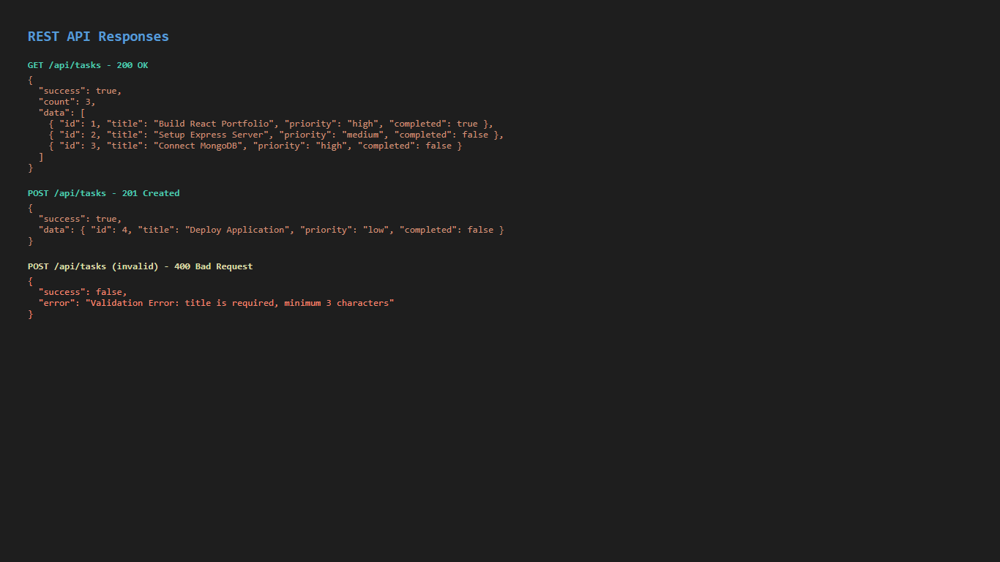 REST API Responses
GET /api/tasks - 200 OK
{
  "success": true,
  "count": 3,
  "data": [
    { "id": 1, "title": "Build React Portfolio", "priority": "high", "completed": true },
    { "id": 2, "title": "Setup Express Server", "priority": "medium", "completed": false },
    { "id": 3, "title": "Connect MongoDB", "priority": "high", "completed": false }
  ]
}
POST /api/tasks - 201 Created
{
  "success": true,
  "data": { "id": 4, "title": "Deploy Application", "priority": "low", "completed": false }
}
POST /api/tasks (invalid) - 400 Bad Request
{
  "success": false,
  "error": "Validation Error: title is required, minimum 3 characters"
}